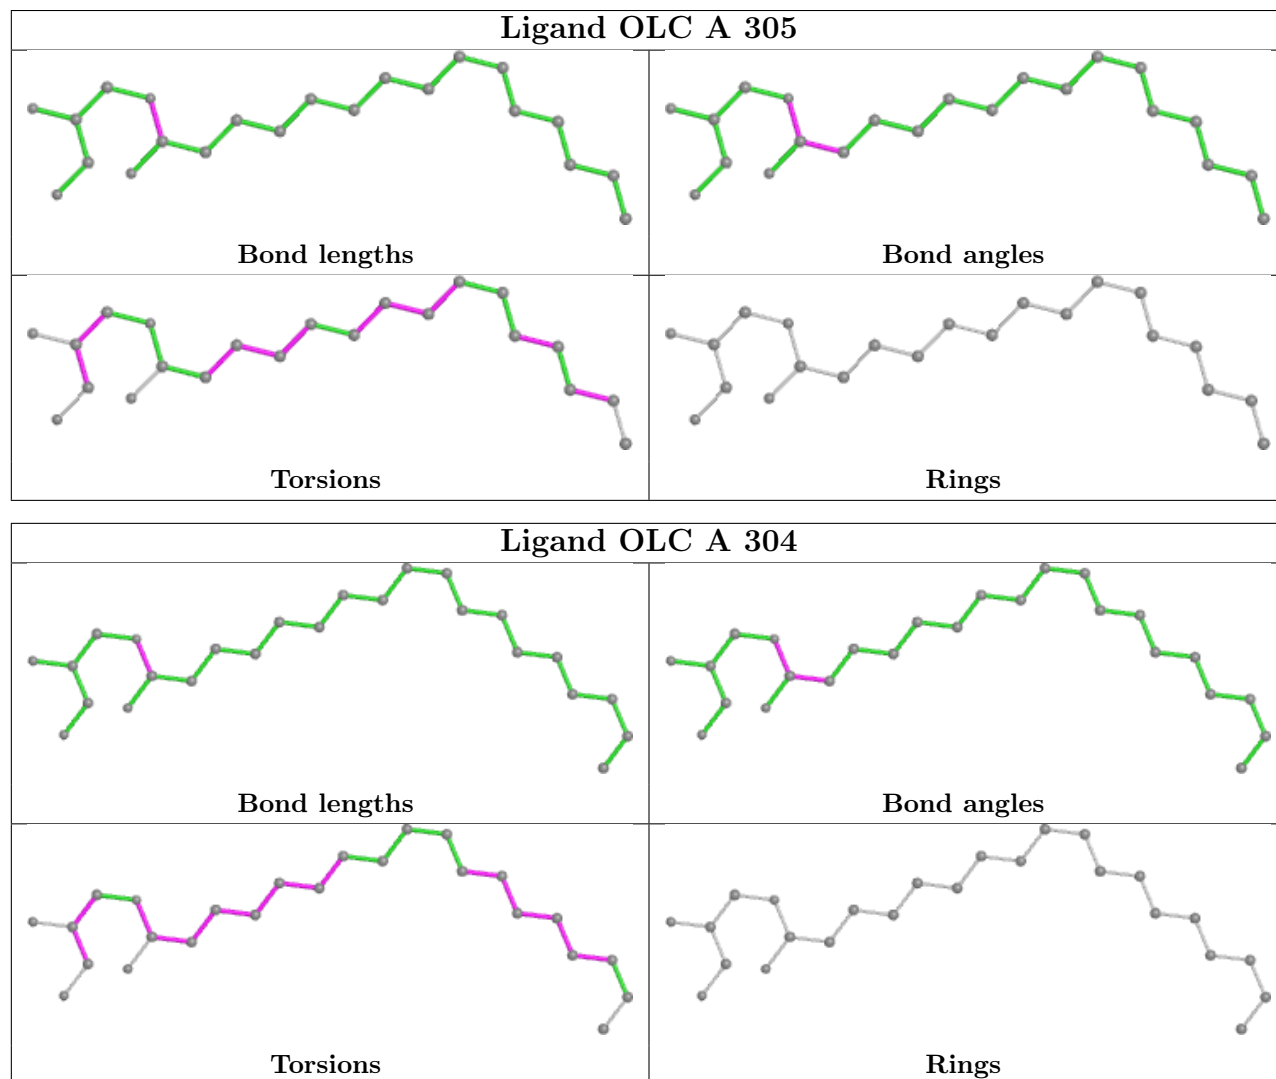 Ligand OLC A 305
Bond lengths
Bond angles
Torsions
Rings
Ligand OLC A 304
Bond lengths
Bond angles
Torsions
Rings